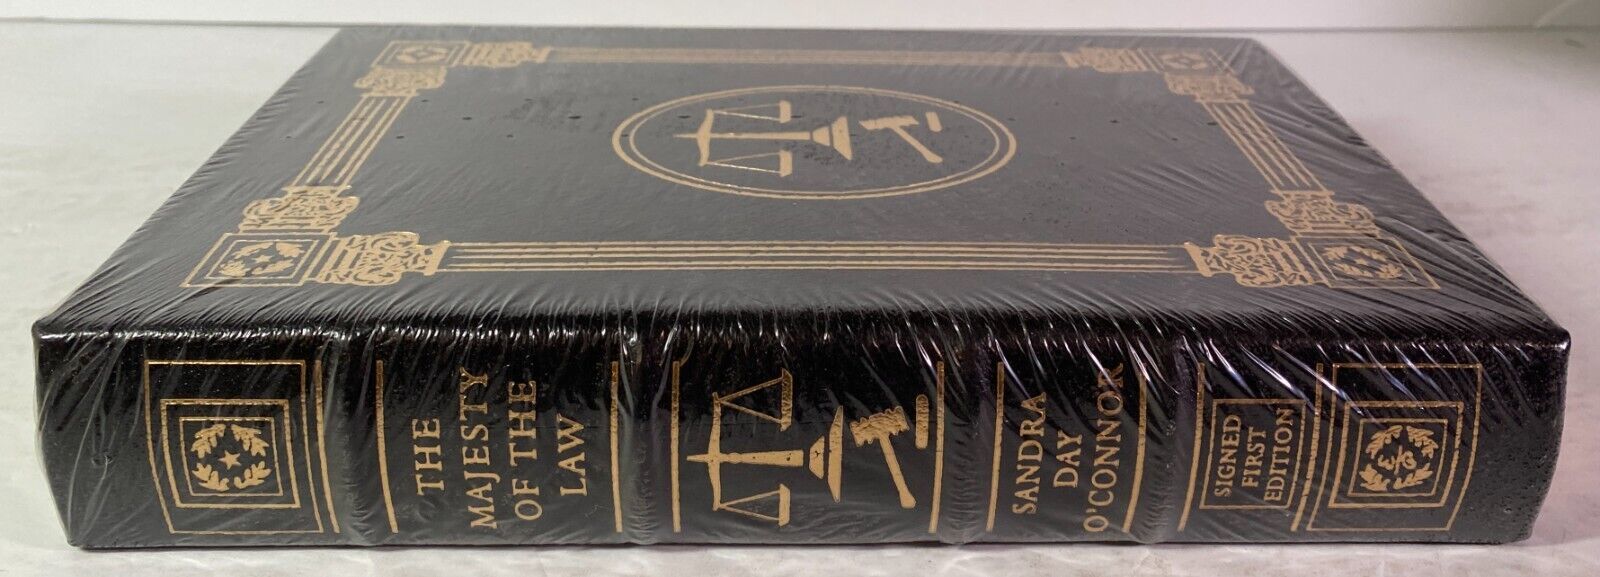 THE
MAJESTY
OF THE
LAW
SANDRA
DAY
O'CONNOR
SIGNED
FIRST
EDITION